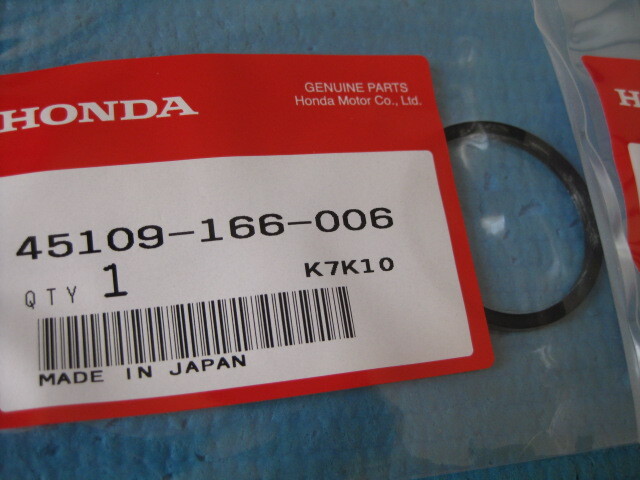 HONDA
GENUINE PARTS
Honda Motor Co., Ltd.
45109-166-006
QTY 1
K7K10
MADE IN JAPAN
H